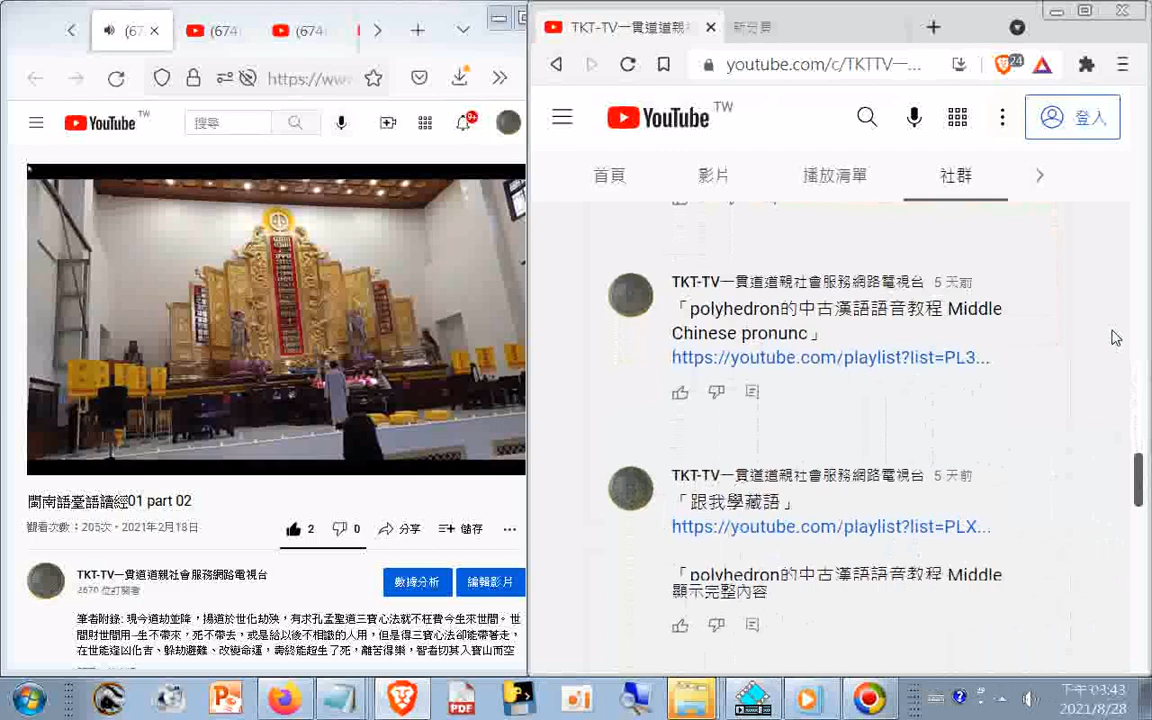 (67
(674
(674
https://www
YouTube TW
搜尋
9+
閩南語臺語讀經01 part 02
觀看次數：205次・2021年2月18日
2
0
分享
儲存
TKT-TV一貫道道親社會服務網路電視台
2670 位訂閱者
數據分析
編輯影片
筆者附錄: 現今道劫並降，揚道於世化劫殃，有求孔孟聖道三寶心法就不枉費今生來世間。世
間財世間用一生不帶來，死不帶去，或是給以後不相識的人用，但是得三寶心法卻能帶著走，
在世能逢凶化吉、躲劫避難、改變命運，壽終能超生了死，離苦得樂，智者切莫入寶山而空
TKT-TV一貫道道親
新分頁
youtube.com/c/TKTTV一...
24
YouTube TW
登入
首頁
影片
播放清單
社群
TKT-TV一貫道道親社會服務網路電視台 5 天前
「polyhedron的中古漢語語音教程 Middle
Chinese pronunc」
https://youtube.com/playlist?list=PL3...
TKT-TV一貫道道親社會服務網路電視台 5 天前
「跟我學藏語」
https://youtube.com/playlist?list=PLX...
「polyhedron的中古漢語語音教程 Middle
顯示完整內容
PDF
下午 03:43
2021/8/28